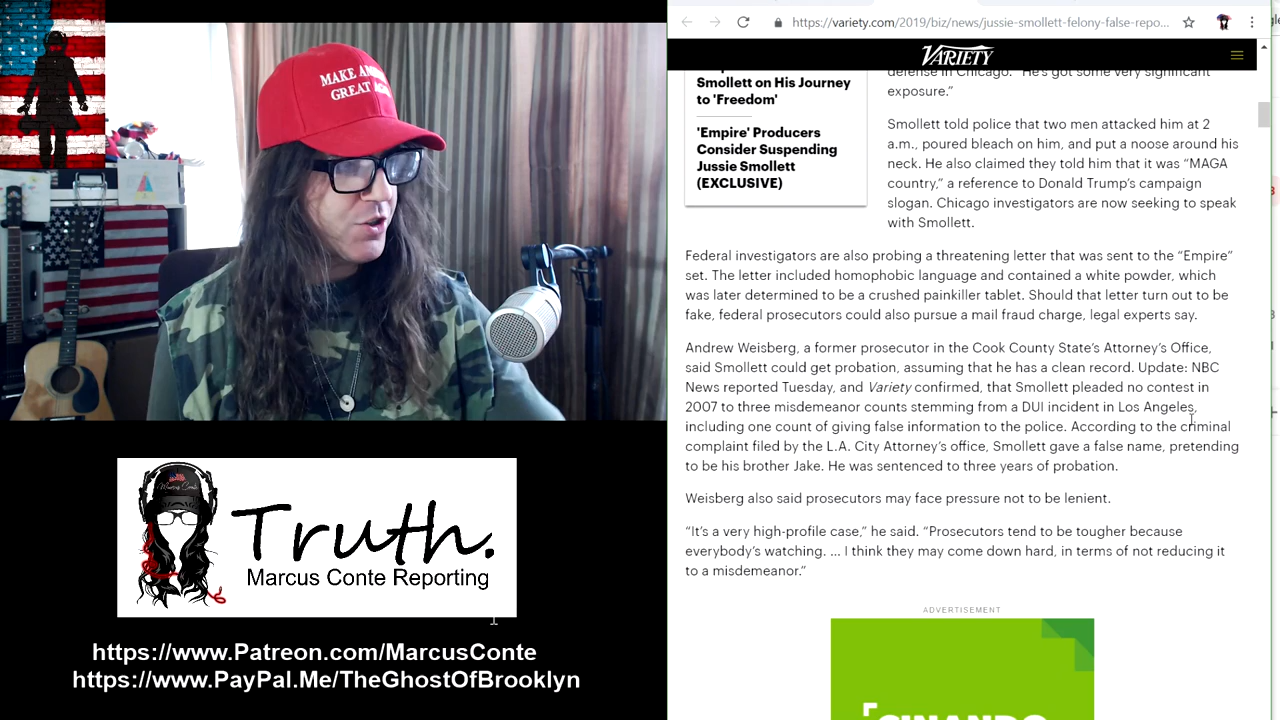 MAKE AM
GREAT AGA
Truth.
Marcus Conte Reporting
https://www.Patreon.com/MarcusConte
https://www.PayPal.Me/TheGhostOfBrooklyn
https://variety.com/2019/biz/news/jussie-smollett-felony-false-repo...
VARIETY
Smollett on His Journey
to 'Freedom'
'Empire' Producers
Consider Suspending
Jussie Smollett
(EXCLUSIVE)
defense in Chicago. "He's got some very significant
exposure."
Smollett told police that two men attacked him at 2
a.m., poured bleach on him, and put a noose around his
neck. He also claimed they told him that it was "MAGA
country," a reference to Donald Trump's campaign
slogan. Chicago investigators are now seeking to speak
with Smollett.
Federal investigators are also probing a threatening letter that was sent to the "Empire"
set. The letter included homophobic language and contained a white powder, which
was later determined to be a crushed painkiller tablet. Should that letter turn out to be
fake, federal prosecutors could also pursue a mail fraud charge, legal experts say.
Andrew Weisberg, a former prosecutor in the Cook County State's Attorney's Office,
said Smollett could get probation, assuming that he has a clean record. Update: NBC
News reported Tuesday, and Variety confirmed, that Smollett pleaded no contest in
2007 to three misdemeanor counts stemming from a DUI incident in Los Angeles,
including one count of giving false information to the police. According to the criminal
complaint filed by the L.A. City Attorney's office, Smollett gave a false name, pretending
to be his brother Jake. He was sentenced to three years of probation.
Weisberg also said prosecutors may face pressure not to be lenient.
"It's a very high-profile case," he said. "Prosecutors tend to be tougher because
everybody's watching. ... I think they may come down hard, in terms of not reducing it
to a misdemeanor."
ADVERTISEMENT